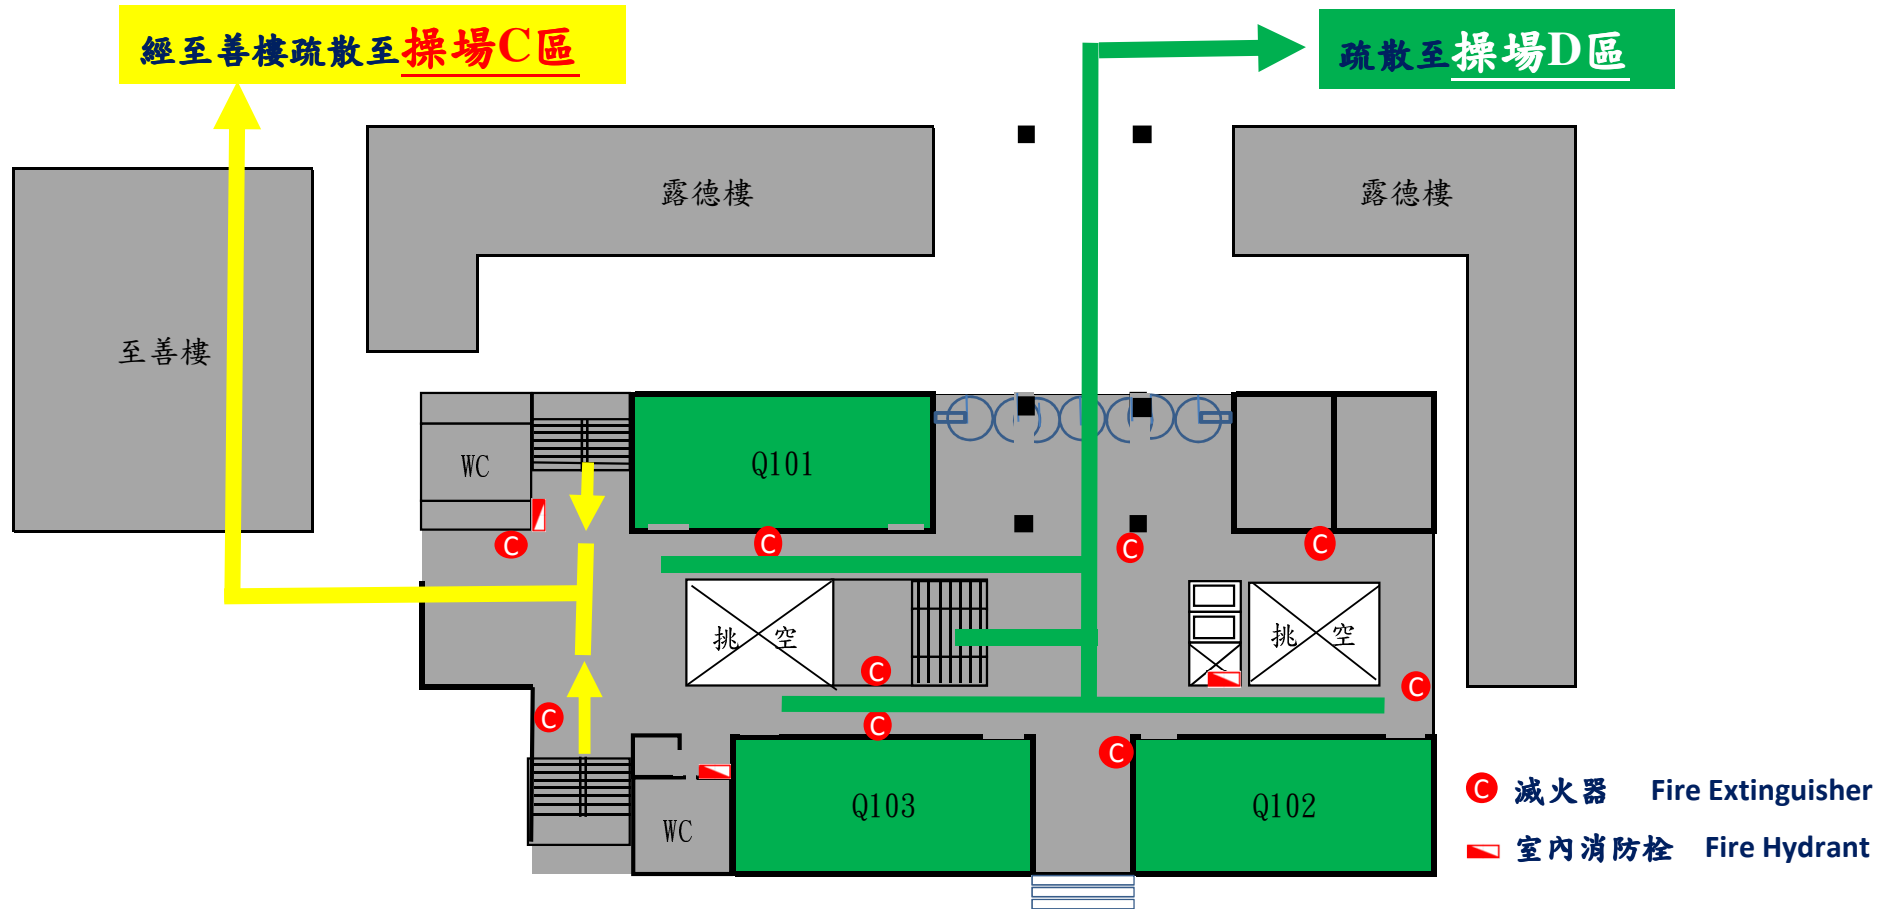 經至善樓疏散至操場C區
疏散至操場D區
露德樓
露德樓
至善樓
WC
Q101
C
C
C
C
挑 空
挑 空
C
C
C
C
C
Q103
Q102
WC
C 滅火器 Fire Extinguisher
室內消防栓 Fire Hydrant